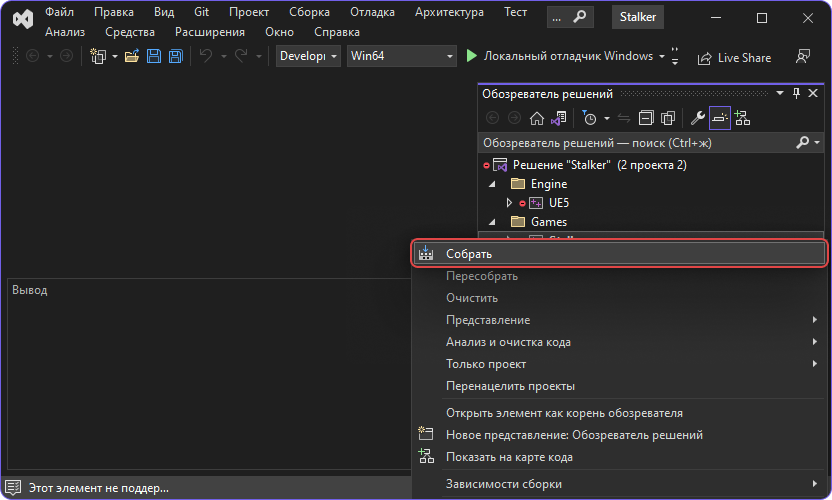 Файл Правка Вид Git Проект Сборка Отладка Архитектура Тест ... Stalker
Анализ Средства Расширения Окно Справка
Develop Win64 Локальный отладчик Windows Live Share
Обозреватель решений
Обозреватель решений — поиск (Ctrl+ж)
Решение "Stalker" (2 проекта 2)
Engine
UE5
Games
Собрать
Пересобрать
Вывод
Очистить
Представление
Анализ и очистка кода
Только проект
Перенацелить проекты
Открыть элемент как корень обозревателя
Новое представление: Обозреватель решений
Показать на карте кода
Зависимости сборки
Этот элемент не поддер...